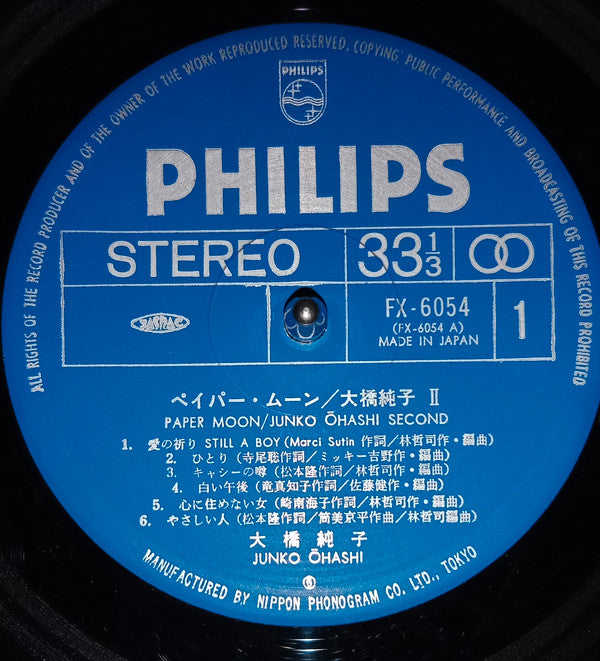 ALL RIGHTS OF THE RECORD PRODUCER AND OF THE OWNER OF THE WORK REPRODUCED RESERVED. COPYING, PUBLIC PERFORMANCE AND BROADCASTING OF THIS RECORD PROHIBITED
PHILIPS
PHILIPS
STEREO 33 1/3
JASRAC
FX-6054
(FX-6054 A)
MADE IN JAPAN
1
ペイパー・ムーン／大橋純子 II
PAPER MOON/JUNKO ŌHASHI SECOND
1. 愛の祈り STILL A BOY (Marci Sutin 作詞／林哲司作・編曲)
2. ひとり (寺尾聡作詞／ミッキー吉野作・編曲)
3. キャシーの噂 (松本隆作詞／林哲司作・編曲)
4. 白い午後 (竜真知子作詞／佐藤健作・編曲)
5. 心に住めない女 (崎南海子作詞／林哲司作・編曲)
6. やさしい人 (松本隆作詞／筒美京平作曲／林哲司編曲)
大橋純子
JUNKO ŌHASHI
MANUFACTURED BY NIPPON PHONOGRAM CO. LTD., TOKYO